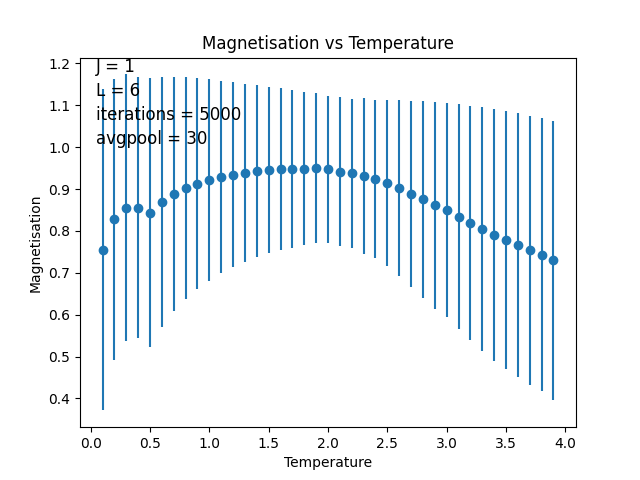 Magnetisation vs Temperature
J = 1
L = 6
iterations = 5000
avgpool = 30
Magnetisation
1.2
1.1
1.0
0.9
0.8
0.7
0.6
0.5
0.4
0.0 0.5 1.0 1.5 2.0 2.5 3.0 3.5 4.0
Temperature